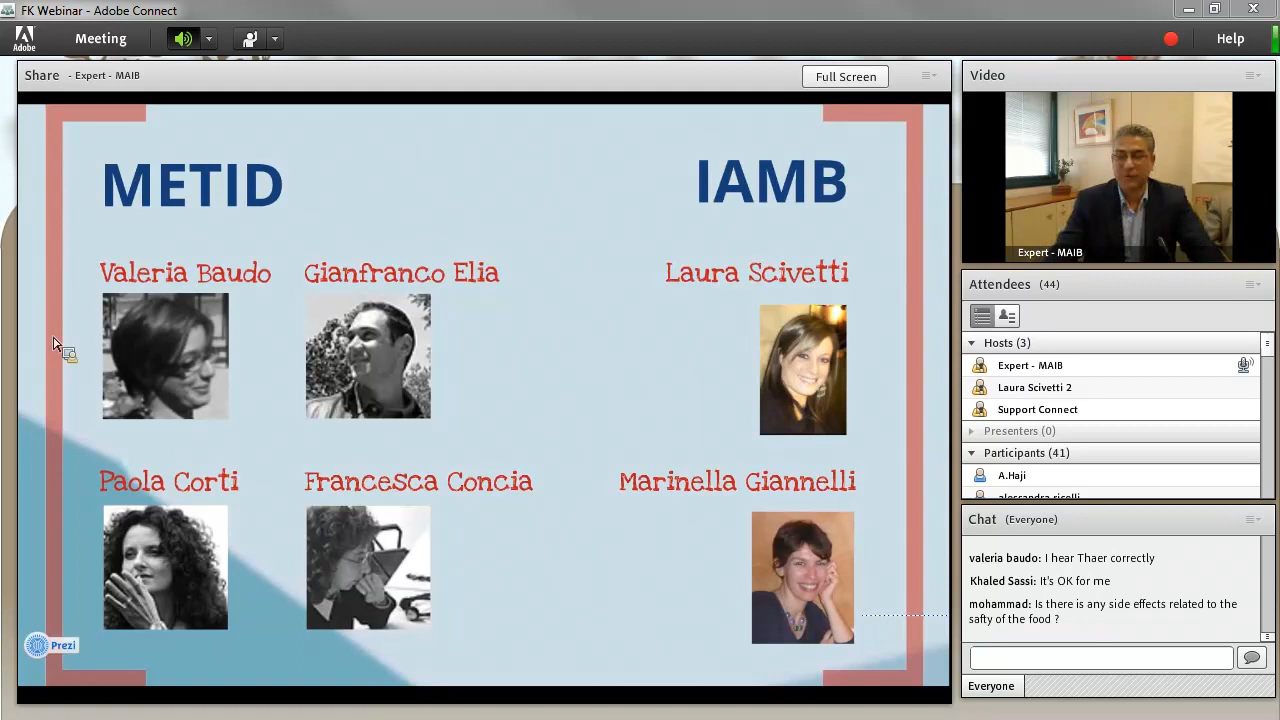 FK Webinar - Adobe Connect
Adobe
Meeting
Help
Share - Expert - MAIB
Full Screen
METID
IAMB
Valeria Baudo
Gianfranco Elia
Laura Scivetti
Paola Corti
Francesca Concia
Marinella Giannelli
Prezi
Video
Expert - MAIB
Attendees (44)
Hosts (3)
Expert - MAIB
Laura Scivetti 2
Support Connect
Presenters (0)
Participants (41)
A.Haji
alessandra ricelli
Chat (Everyone)
valeria baudo: I hear Thaer correctly
Khaled Sassi: It's OK for me
mohammad: Is there is any side effects related to the
safty of the food ?
Everyone